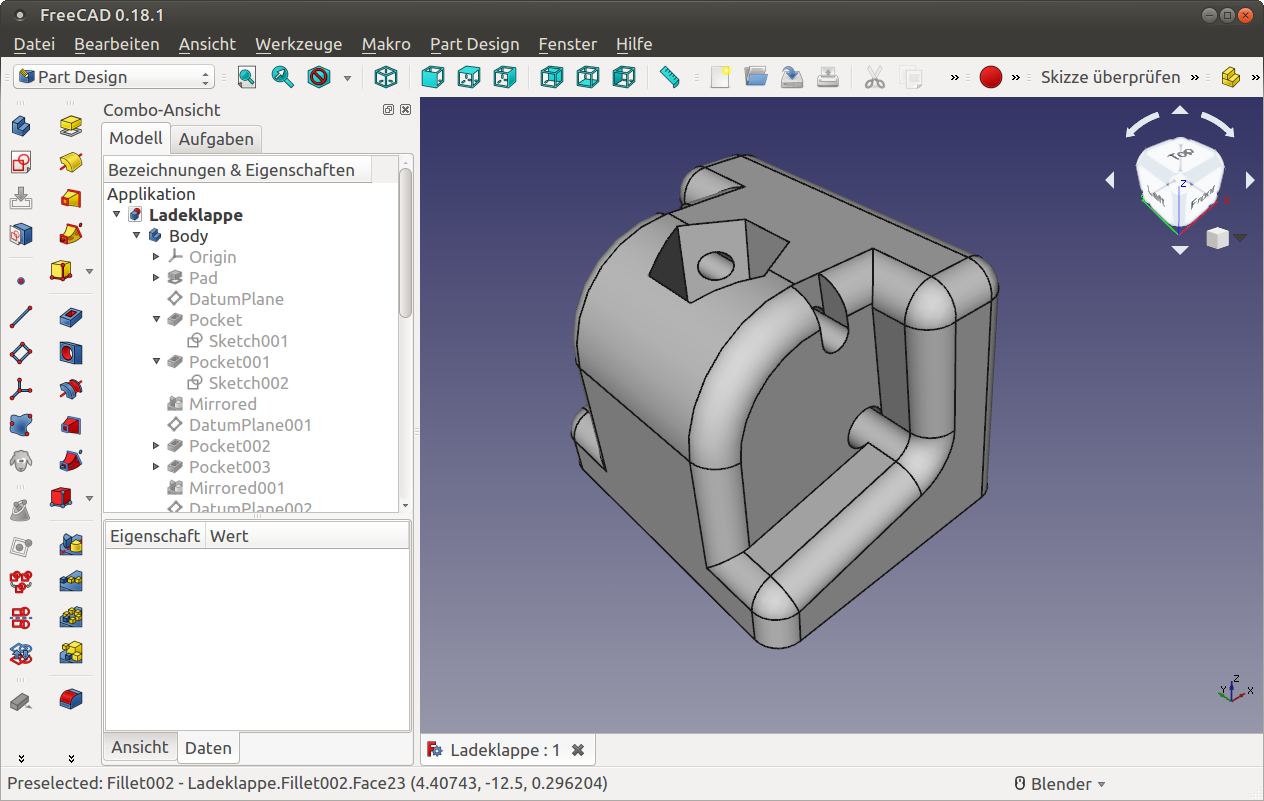 FreeCAD 0.18.1
Datei Bearbeiten Ansicht Werkzeuge Makro Part Design Fenster Hilfe
Part Design » » Skizze überprüfen » »
Combo-Ansicht
Modell Aufgaben
Bezeichnungen & Eigenschaften
Applikation
Ladeklappe
Body
Origin
Pad
DatumPlane
Pocket
Sketch001
Pocket001
Sketch002
Mirrored
DatumPlane001
Pocket002
Pocket003
Mirrored001
DatumPlane002
Eigenschaft Wert
Ansicht Daten
Top
Left Front
Z
X
Z
Y X
Ladeklappe : 1
Preselected: Fillet002 - Ladeklappe.Fillet002.Face23 (4.40743, -12.5, 0.296204) Blender